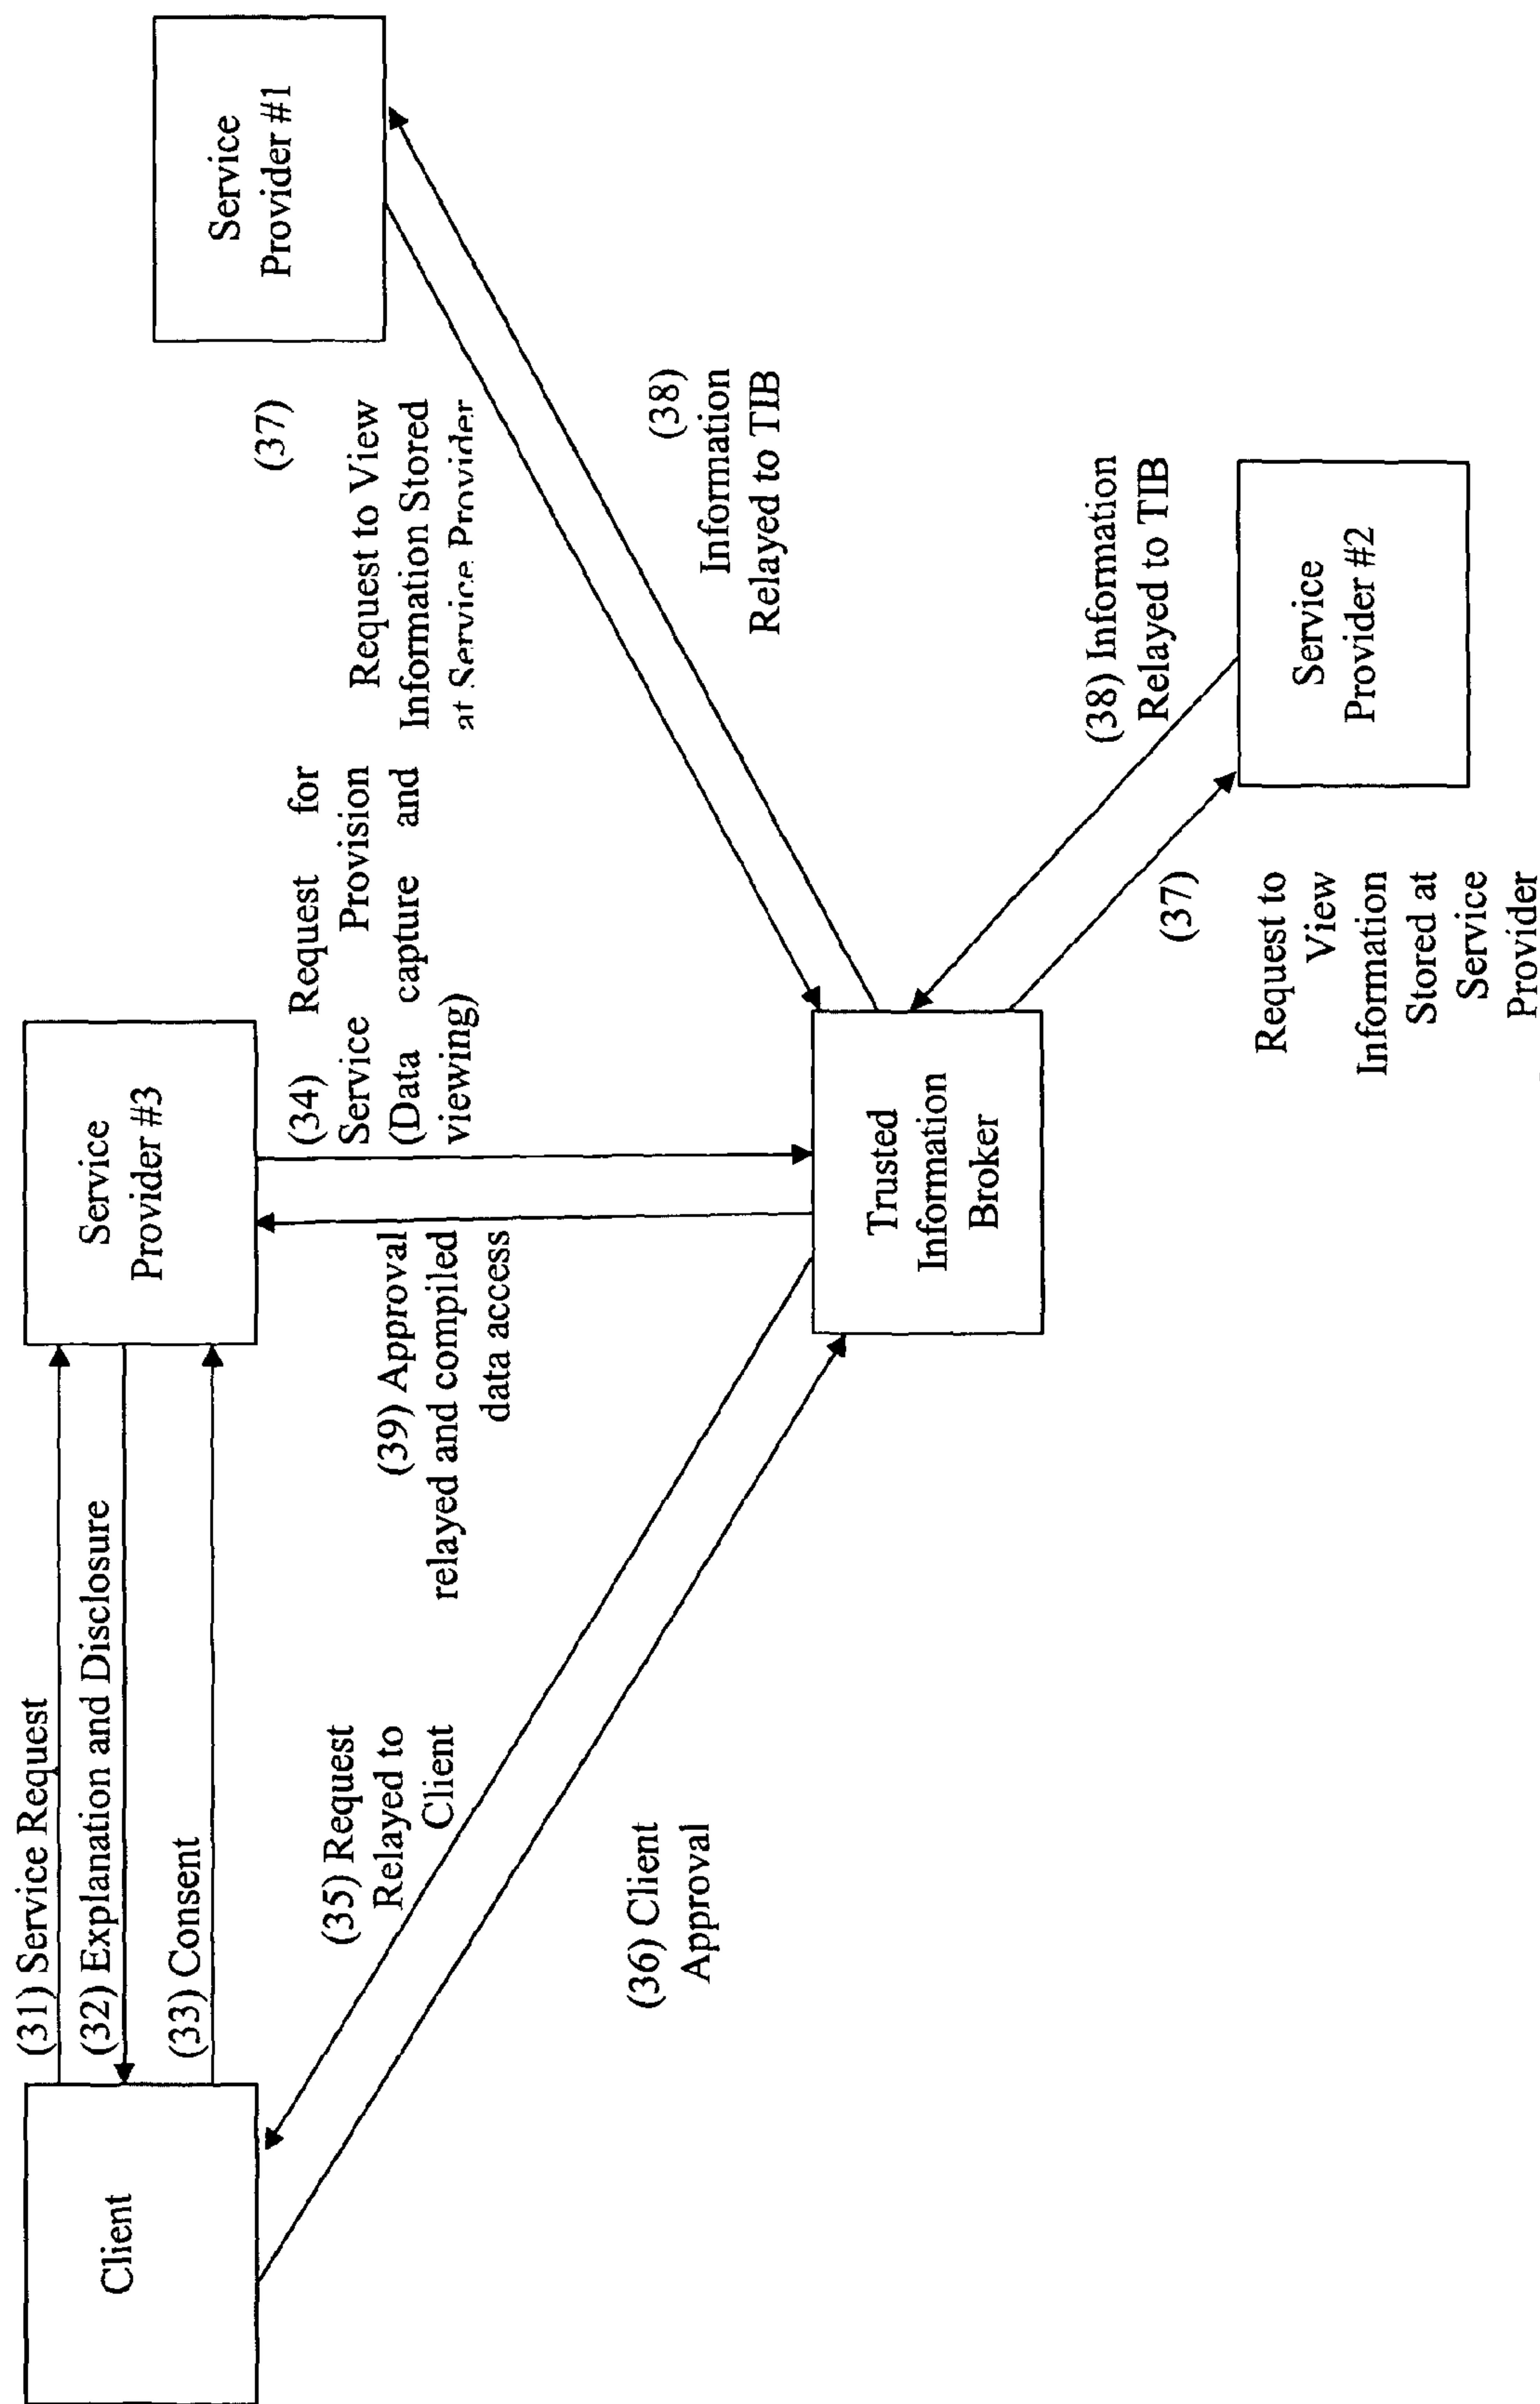 Client
(31) Service Request
(32) Explanation and Disclosure
(33) Consent
Service
Provider #3
(34) Request for
Service Provision
(Data capture and
viewing)
(35) Request
Relayed to
Client
(36) Client
Approval
(39) Approval
relayed and compiled
data access
Trusted
Information
Broker
(37)
Request to View
Information Stored
at Service Provider
(38)
Information
Relayed to TIB
Service
Provider #1
(38) Information
Relayed to TIB
(37)
Request to
View
Information
Stored at
Service
Provider
Service
Provider #2